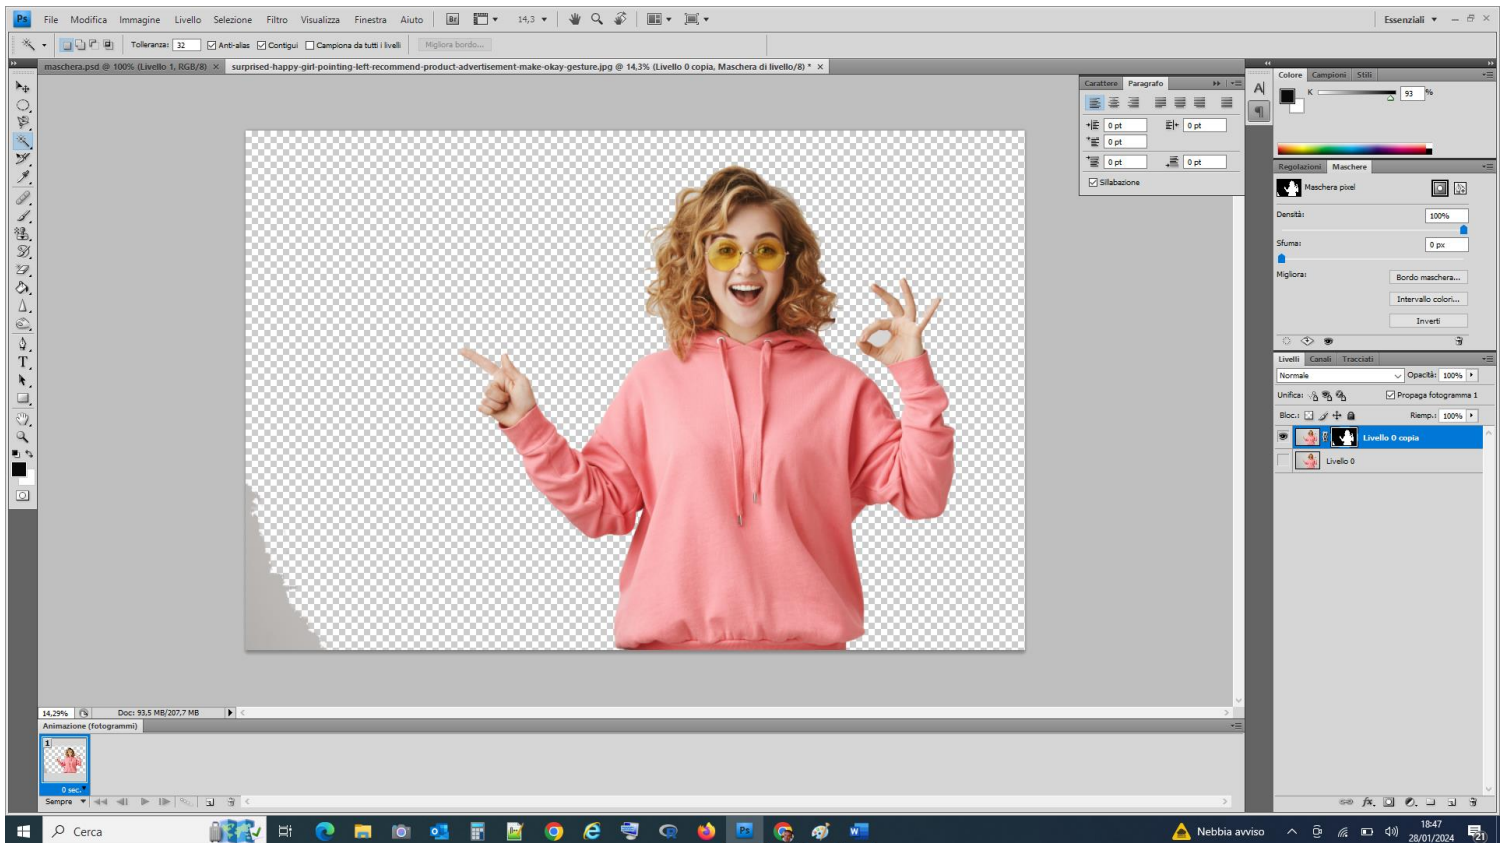 Ps File Modifica Immagine Livello Selezione Filtro Visualizza Finestra Aiuto Br 14,3 Essenziali
Tolleranza: 32 Anti-alias Contigui Campiona da tutti i livelli Migliora bordo...
maschera.psd @ 100% (Livello 1, RGB/8) × surprised-happy-girl-pointing-left-recommend-product-advertisement-make-okay-gesture.jpg @ 14,3% (Livello 0 copia, Maschera di livello/8) * ×
Carattere Paragrafo
0 pt 0 pt
0 pt
0 pt 0 pt
Sillabazione
Colore Campioni Stili
K 93 %
Regolazioni Maschere
Maschera pixel
Densità: 100%
Sfuma: 0 px
Migliora: Bordo maschera...
Intervallo colori...
Inverti
Livelli Canali Tracciati
Normale Opacità: 100%
Unifica: Propaga fotogramma 1
Bloc.: Riemp.: 100%
Livello 0 copia
Livello 0
14,29% Doc: 93,5 MB/207,7 MB
Animazione (fotogrammi)
1
0 sec.
Sempre
Cerca
Nebbia avviso
18:47
28/01/2024
21